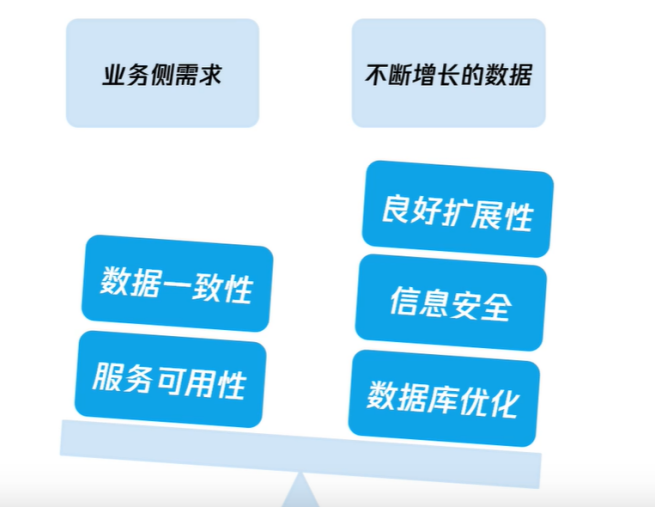 业务侧需求
不断增长的数据
良好扩展性
数据一致性
信息安全
服务可用性
数据库优化